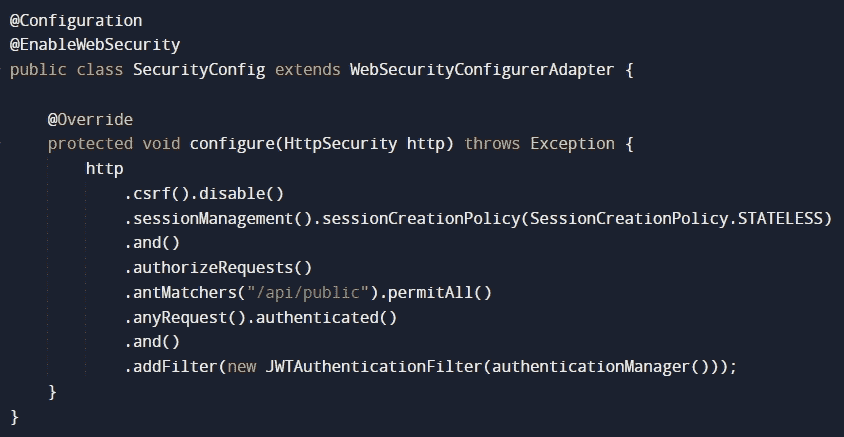 @Configuration
@EnableWebSecurity
public class SecurityConfig extends WebSecurityConfigurerAdapter {
@Override
protected void configure(HttpSecurity http) throws Exception {
http
.csrf().disable()
.sessionManagement().sessionCreationPolicy(SessionCreationPolicy.STATELESS)
.and()
.authorizeRequests()
.antMatchers("/api/public").permitAll()
.anyRequest().authenticated()
.and()
.addFilter(new JWTAuthenticationFilter(authenticationManager()));
}
}